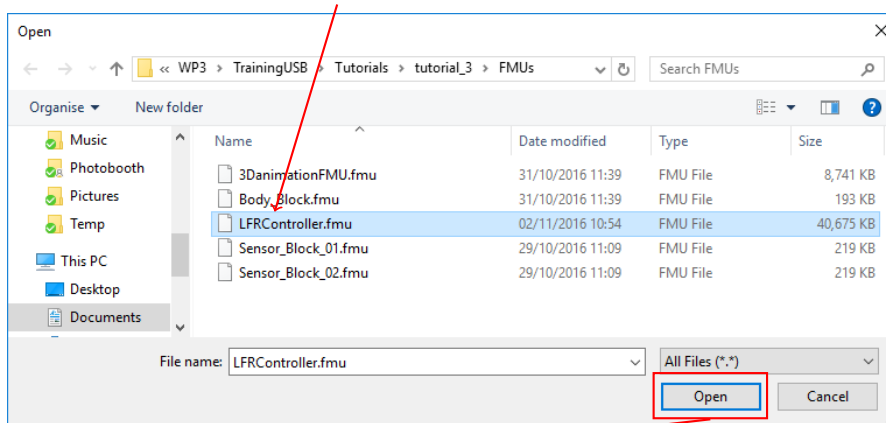 Open
« WP3 > TrainingUSB > Tutorials > tutorial_3 > FMUs
Search FMUs
Organise
New folder
Name Date modified Type Size
Music
Photobooth
Pictures
Temp
This PC
Desktop
Documents
3DanimationFMU.fmu 31/10/2016 11:39 FMU File 8,741 KB
Body_Block.fmu 31/10/2016 11:39 FMU File 193 KB
LFRController.fmu 02/11/2016 10:54 FMU File 40,675 KB
Sensor_Block_01.fmu 29/10/2016 11:09 FMU File 219 KB
Sensor_Block_02.fmu 29/10/2016 11:09 FMU File 219 KB
File name: LFRController.fmu
All Files (*.*)
Open
Cancel